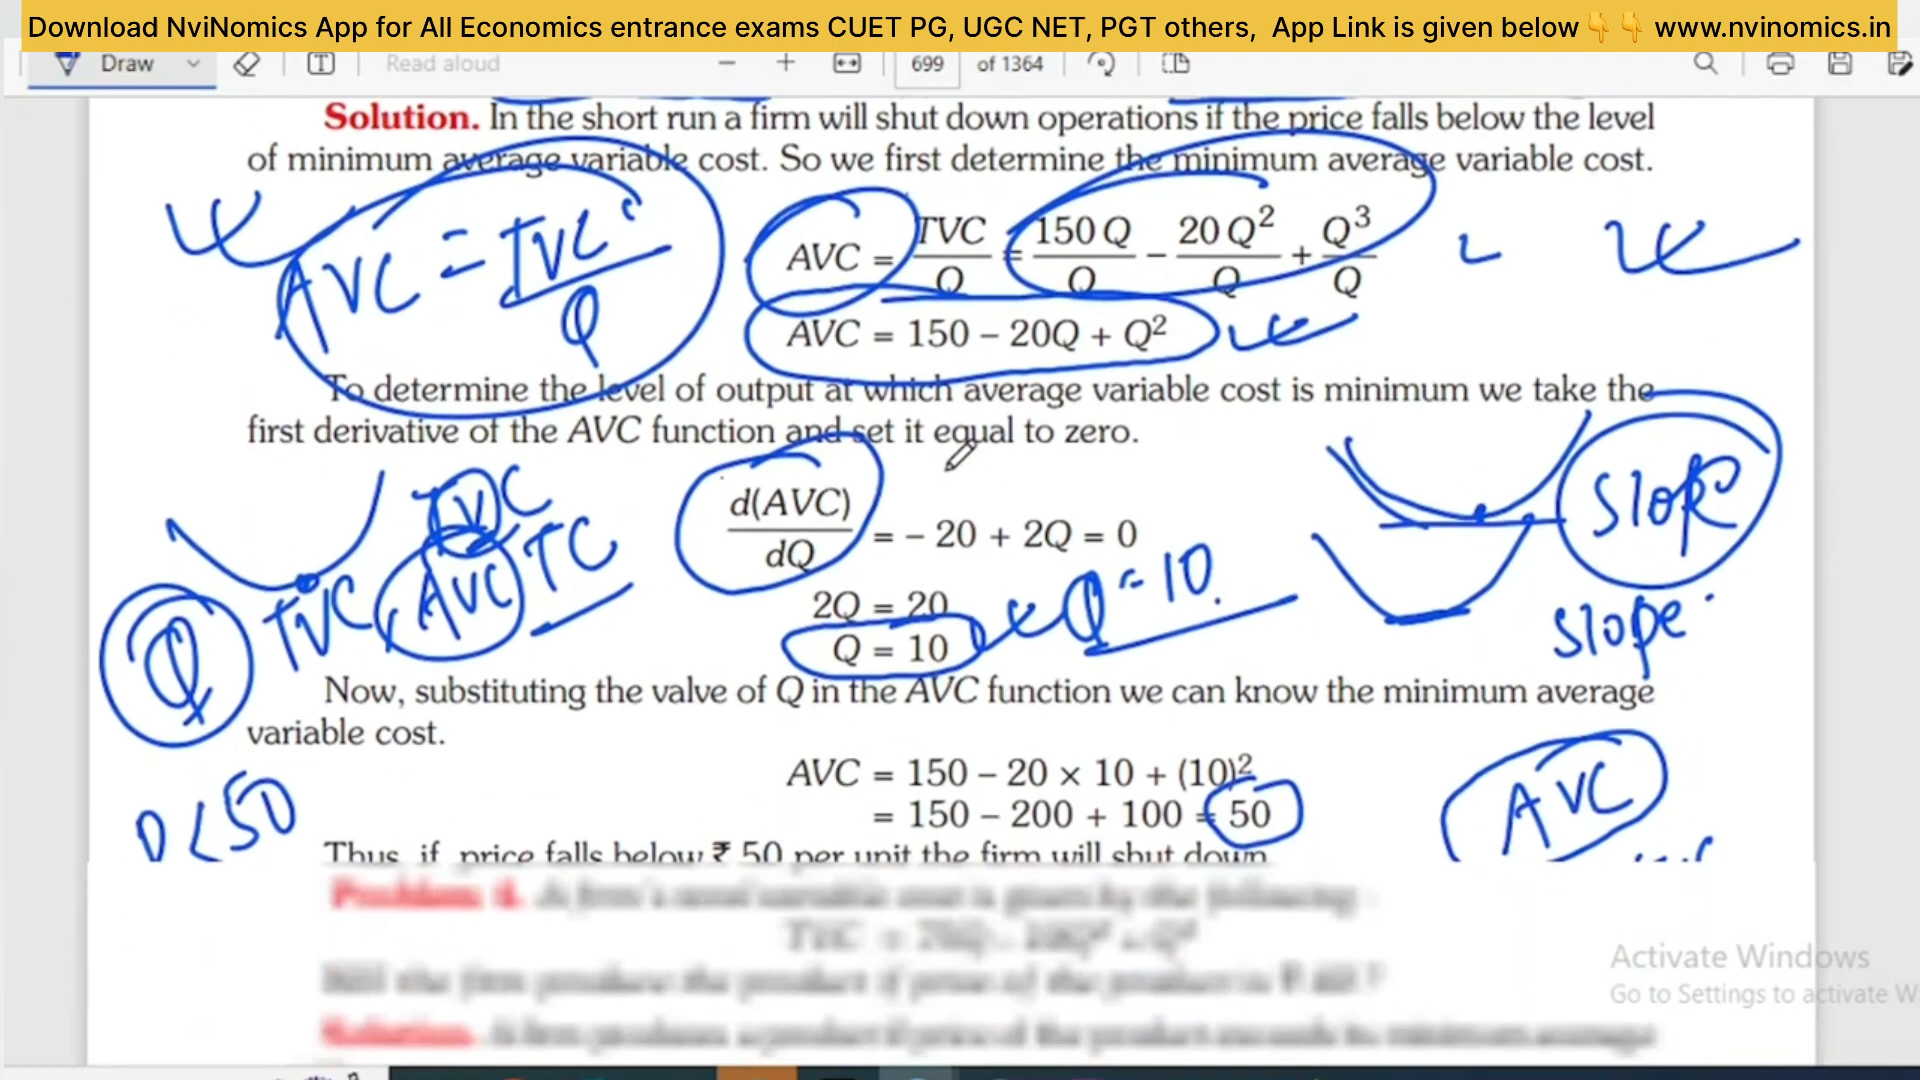 Download NviNomics App for All Economics entrance exams CUET PG, UGC NET, PGT others, App Link is given below👇👇 www.nvinomics.in
Draw Read aloud − + 699 of 1364
Solution. In the short run a firm will shut down operations if the price falls below the level
of minimum average variable cost. So we first determine the minimum average variable cost.
AVC = TVC/Q
AVC = TVC/Q = 150 Q/Q − 20 Q²/Q + Q³/Q
AVC = 150 – 20Q + Q²
To determine the level of output at which average variable cost is minimum we take the
first derivative of the AVC function and set it equal to zero.
TVC
AVC TC
TVC
Q
d(AVC)/dQ = – 20 + 2Q = 0
2Q = 20
Q = 10
Q = 10.
Slope
Slope
Now, substituting the valve of Q in the AVC function we can know the minimum average
variable cost.
AVC = 150 – 20 × 10 + (10)²
= 150 – 200 + 100 = 50
AVC
P<50
Thus, if price falls below ₹ 50 per unit the firm will shut down
Activate Windows
Go to Settings to activate W